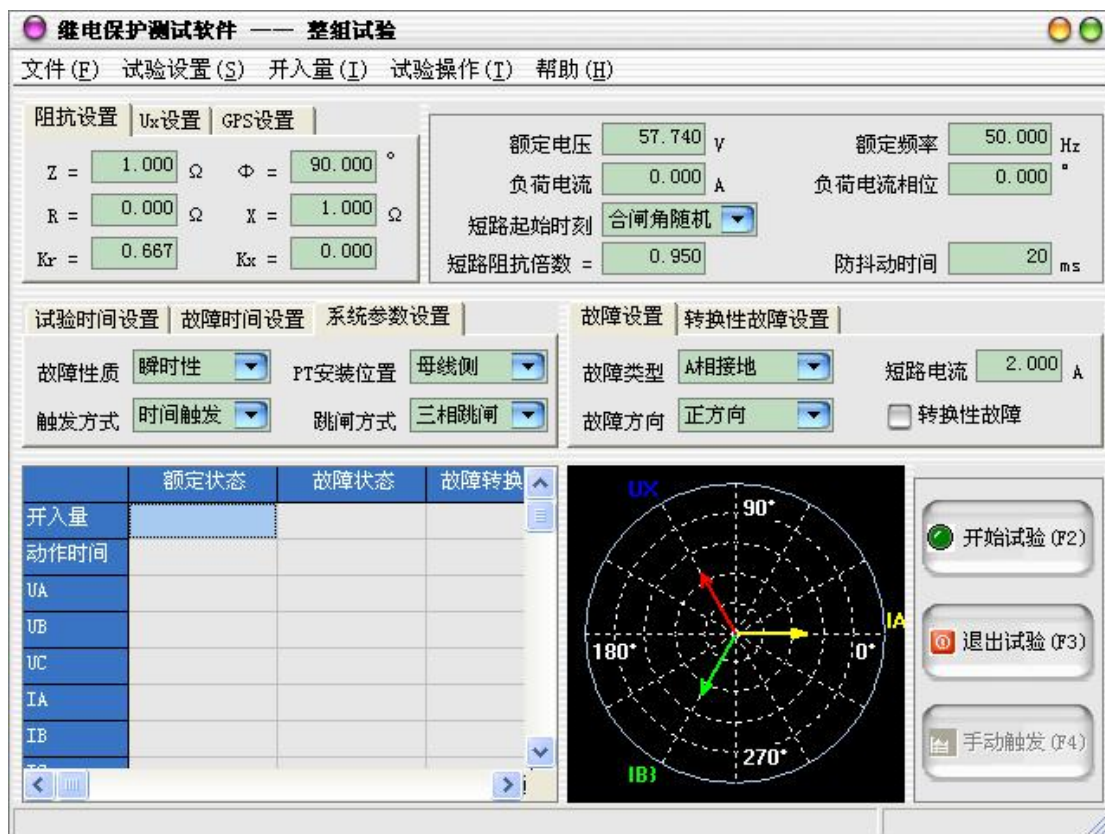 继电保护测试软件 —— 整组试验
文件(F) 试验设置(S) 开入量(I) 试验操作(T) 帮助(H)
阻抗设置 Ux设置 GPS设置
Z = 1.000 Ω Φ = 90.000 °
R = 0.000 Ω X = 1.000 Ω
Kr = 0.667 Kx = 0.000
额定电压 57.740 V 额定频率 50.000 Hz
负荷电流 0.000 A 负荷电流相位 0.000 °
短路起始时刻 合闸角随机
短路阻抗倍数 = 0.950 防抖动时间 20 ms
试验时间设置 故障时间设置 系统参数设置
故障性质 瞬时性 PT安装位置 母线侧
触发方式 时间触发 跳闸方式 三相跳闸
故障设置 转换性故障设置
故障类型 A相接地 短路电流 2.000 A
故障方向 正方向 转换性故障
额定状态 故障状态 故障转换
开入量
动作时间
UA
UB
UC
IA
IB
UX
90°
IA
180° 0°
270°
开始试验(F2)
退出试验(F3)
手动触发(F4)